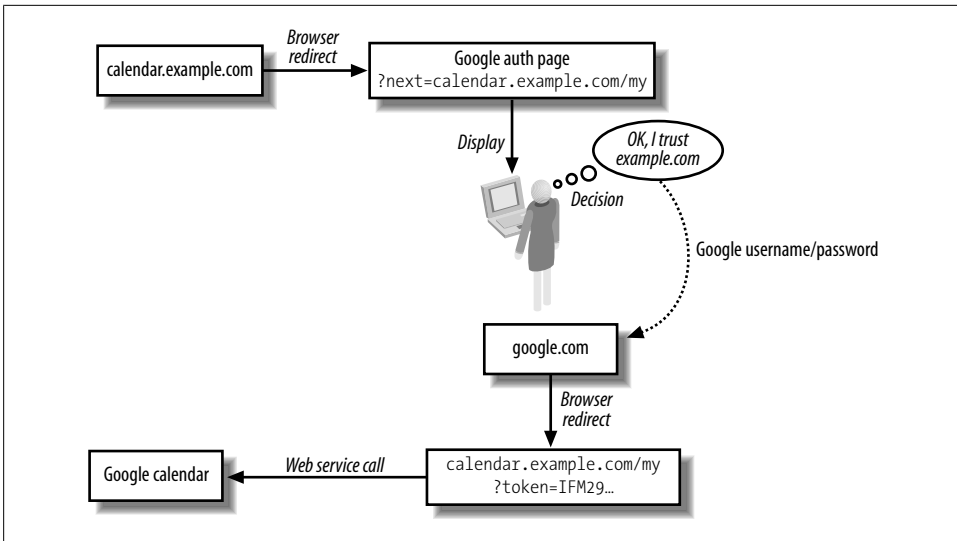 Browser
redirect
calendar.example.com
Google auth page
?next=calendar.example.com/my
Display
OK, I trust
example.com
Decision
Google username/password
google.com
Browser
redirect
Google calendar
Web service call
calendar.example.com/my
?token=IFM29…